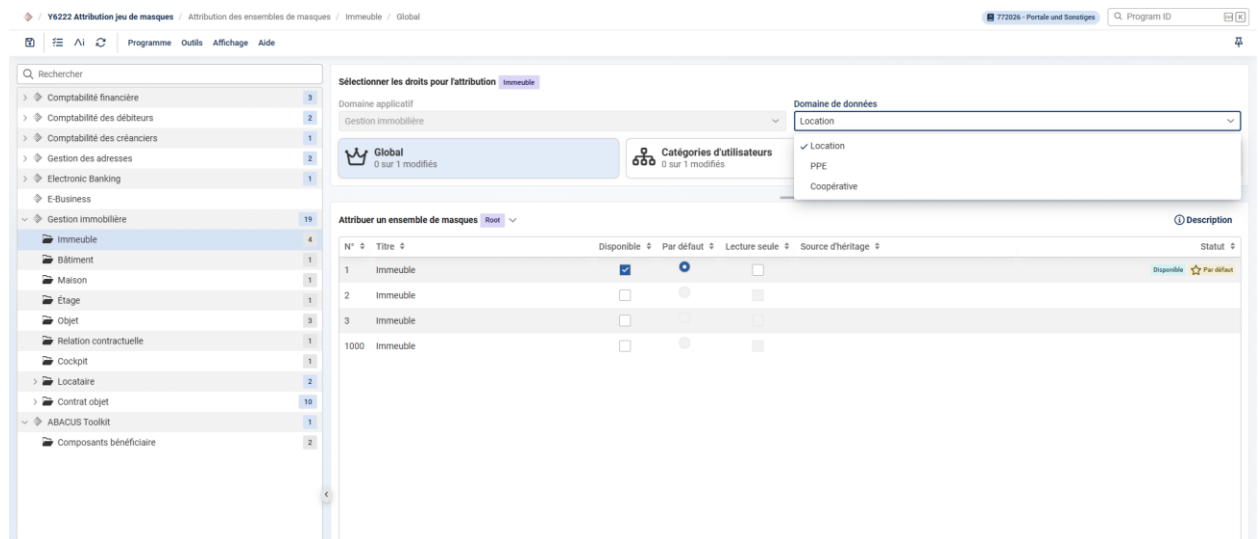 / Y6222 Attribution jeu de masques / Attribution des ensembles de masques / Immeuble / Global
772026 - Portale und Sonstiges
Program ID
K
Programme Outils Affichage Aide
Rechercher
Comptabilité financière 3
Comptabilité des débiteurs 2
Comptabilité des créanciers 1
Gestion des adresses 2
Electronic Banking 1
E-Business
Gestion immobilière 19
Immeuble 4
Bâtiment 1
Maison 1
Étage 1
Objet 3
Relation contractuelle 1
Cockpit 1
Locataire 2
Contrat objet 10
ABACUS Toolkit 1
Composants bénéficiaire 2
Sélectionner les droits pour l'attribution Immeuble
Domaine applicatif
Gestion immobilière
Domaine de données
Location
Location
PPE
Coopérative
Global
0 sur 1 modifiés
Catégories d'utilisateurs
0 sur 1 modifiés
Attribuer un ensemble de masques Root
Description
N° Titre Disponible Par défaut Lecture seule Source d'héritage Statut
1 Immeuble Disponible Par défaut
2 Immeuble
3 Immeuble
1000 Immeuble